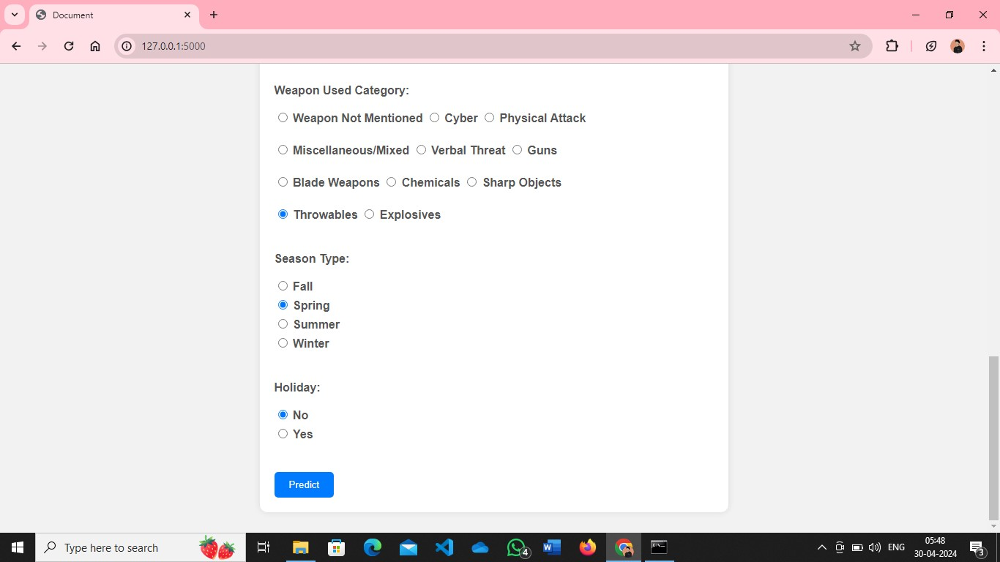 Document
127.0.0.1:5000
Weapon Used Category:
Weapon Not Mentioned Cyber Physical Attack
Miscellaneous/Mixed Verbal Threat Guns
Blade Weapons Chemicals Sharp Objects
Throwables Explosives
Season Type:
Fall
Spring
Summer
Winter
Holiday:
No
Yes
Predict
Type here to search
4
ENG
05:48
30-04-2024
3